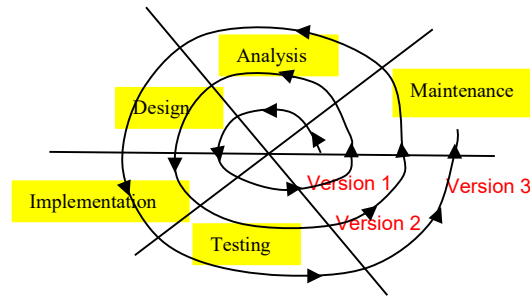 Analysis
Maintenance
Design
Version 1
Version 3
Implementation
Version 2
Testing